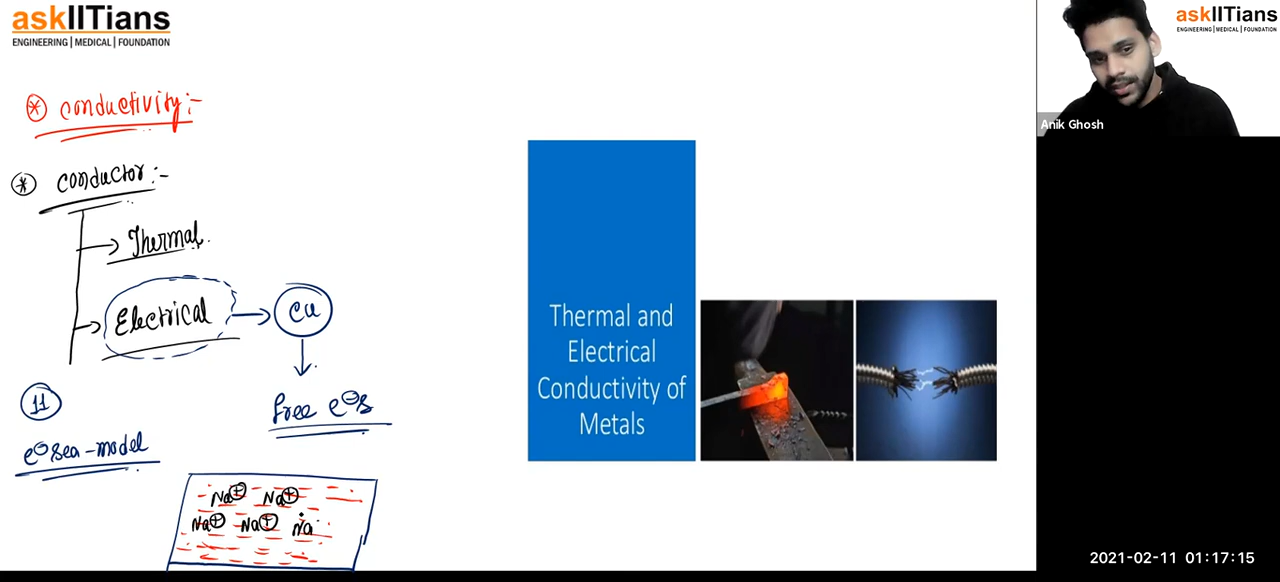 askIITians
ENGINEERING | MEDICAL | FOUNDATION
* Conductivity:-
* Conductor:-
→ Thermal.
→ Electrical → Cu
free e⊖s
11
e⊖ sea-model
Na⊕ Na⊕
Na⊕ Na⊕ Na
Thermal and
Electrical
Conductivity of
Metals
askIITians
ENGINEERING | MEDICAL | FOUNDATION
Anik Ghosh
2021-02-11 01:17:15